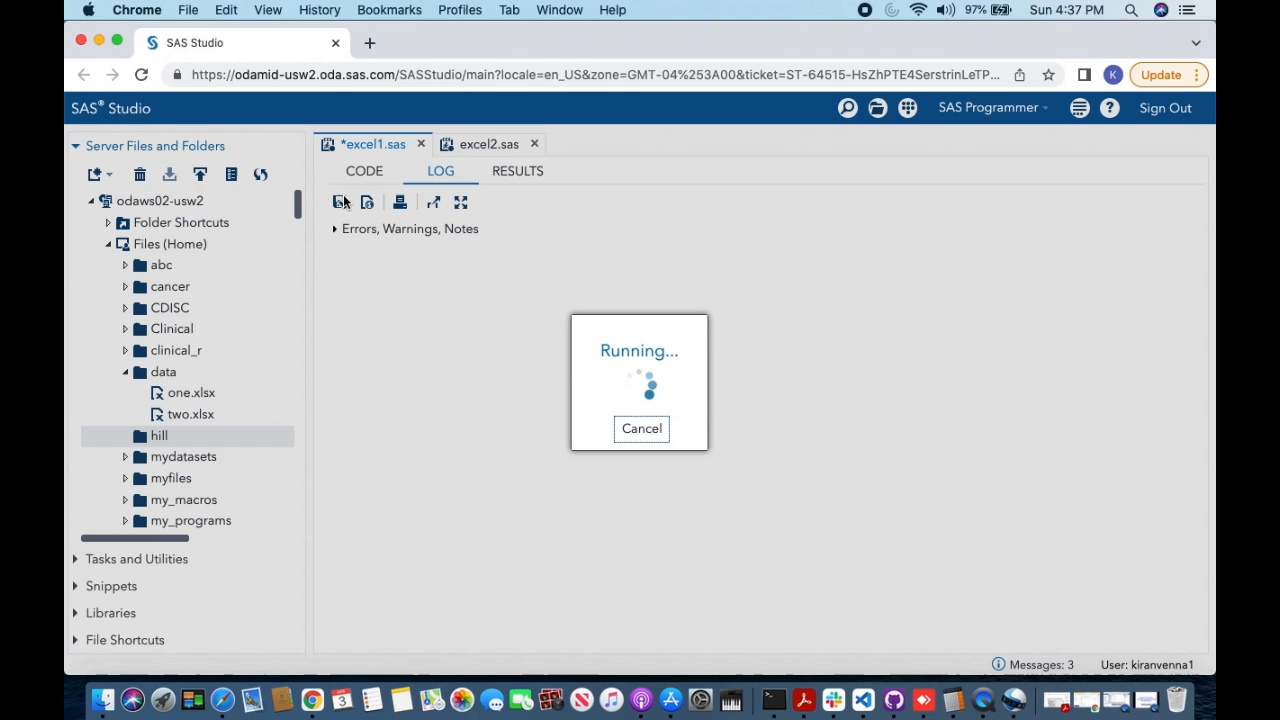 Chrome File Edit View History Bookmarks Profiles Tab Window Help 97% Sun 4:37 PM
SAS Studio
https://odamid-usw2.oda.sas.com/SASStudio/main?locale=en_US&zone=GMT-04%253A00&ticket=ST-64515-HsZhPTE4SerstrinLeTP... K Update
SAS® Studio SAS Programmer Sign Out
Server Files and Folders
*excel1.sas excel2.sas
CODE LOG RESULTS
odaws02-usw2
Folder Shortcuts
Errors, Warnings, Notes
Files (Home)
abc
cancer
CDISC
Clinical
clinical_r
data
one.xlsx
two.xlsx
hill
mydatasets
myfiles
my_macros
my_programs
Running...
Cancel
Tasks and Utilities
Snippets
Libraries
File Shortcuts
Messages: 3 User: kiranvenna1
3